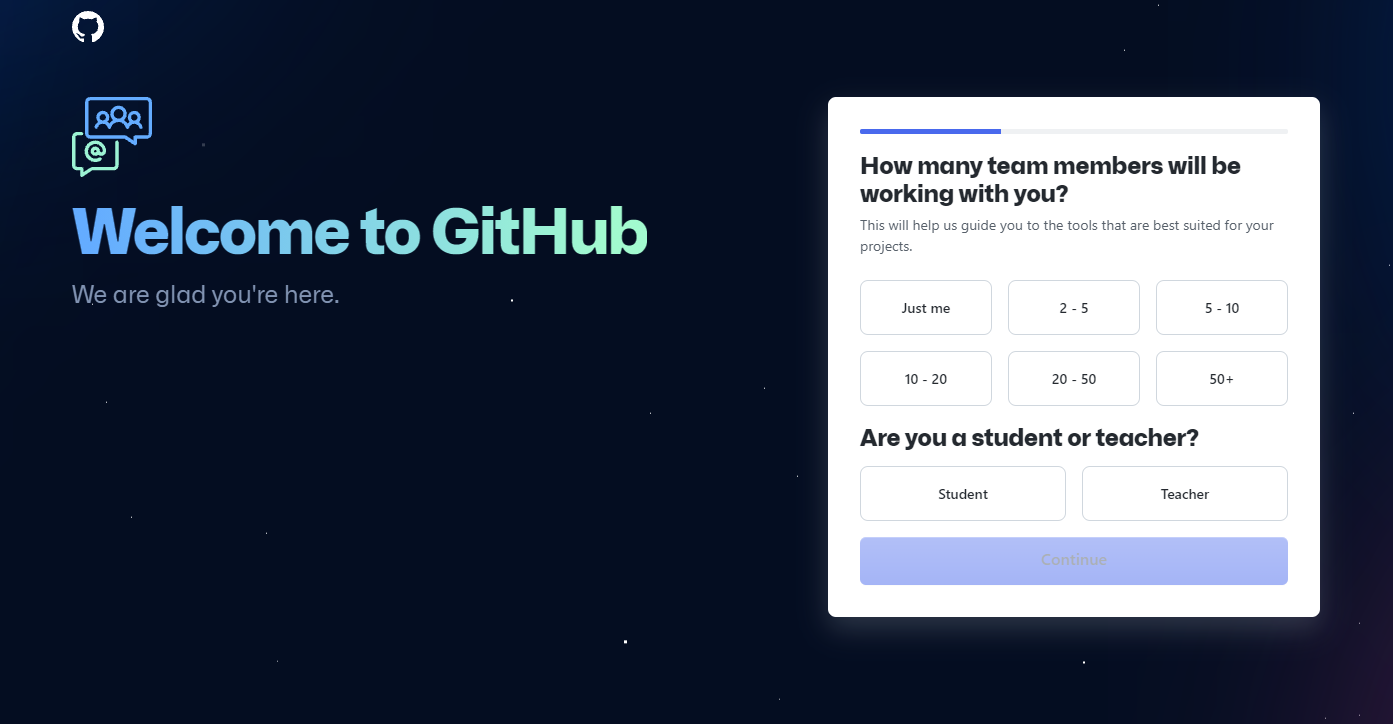 @
Welcome to GitHub
We are glad you're here.
How many team members will be
working with you?
This will help us guide you to the tools that are best suited for your
projects.
Just me
2 - 5
5 - 10
10 - 20
20 - 50
50+
Are you a student or teacher?
Student
Teacher
Continue